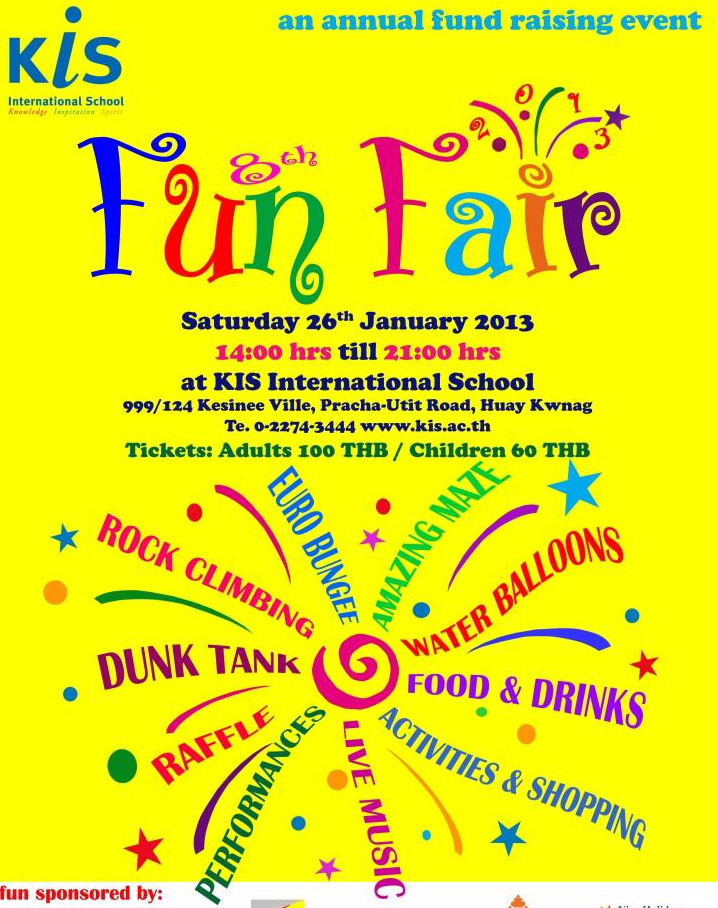 an annual fund raising event
KiS
International School
Knowledge Inspiration Spirit
2013
8th
Fun Fair
Saturday 26th January 2013
14:00 hrs till 21:00 hrs
at KIS International School
999/124 Kesinee Ville, Pracha-Utit Road, Huay Kwnag
Te. 0-2274-3444 www.kis.ac.th
Tickets: Adults 100 THB / Children 60 THB
EURO BUNGEE
AMAZING MAZE
ROCK CLIMBING
WATER BALLOONS
DUNK TANK
FOOD & DRINKS
RAFFLE
PERFORMANCES
LIVE MUSIC
ACTIVITIES & SHOPPING
fun sponsored by: